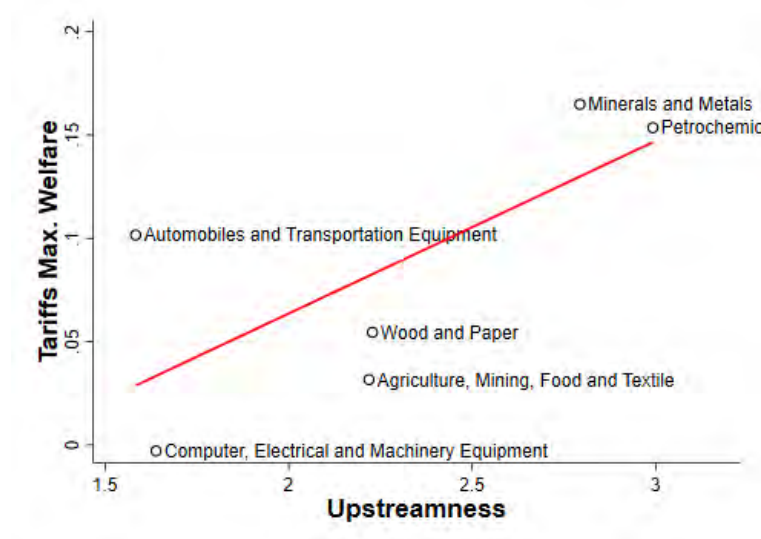 .2
Minerals and Metals
.15
Petrochemic
Tariffs Max. Welfare
.1
Automobiles and Transportation Equipment
Wood and Paper
.05
Agriculture, Mining, Food and Textile
0
Computer, Electrical and Machinery Equipment
1.5 2 2.5 3
Upstreamness